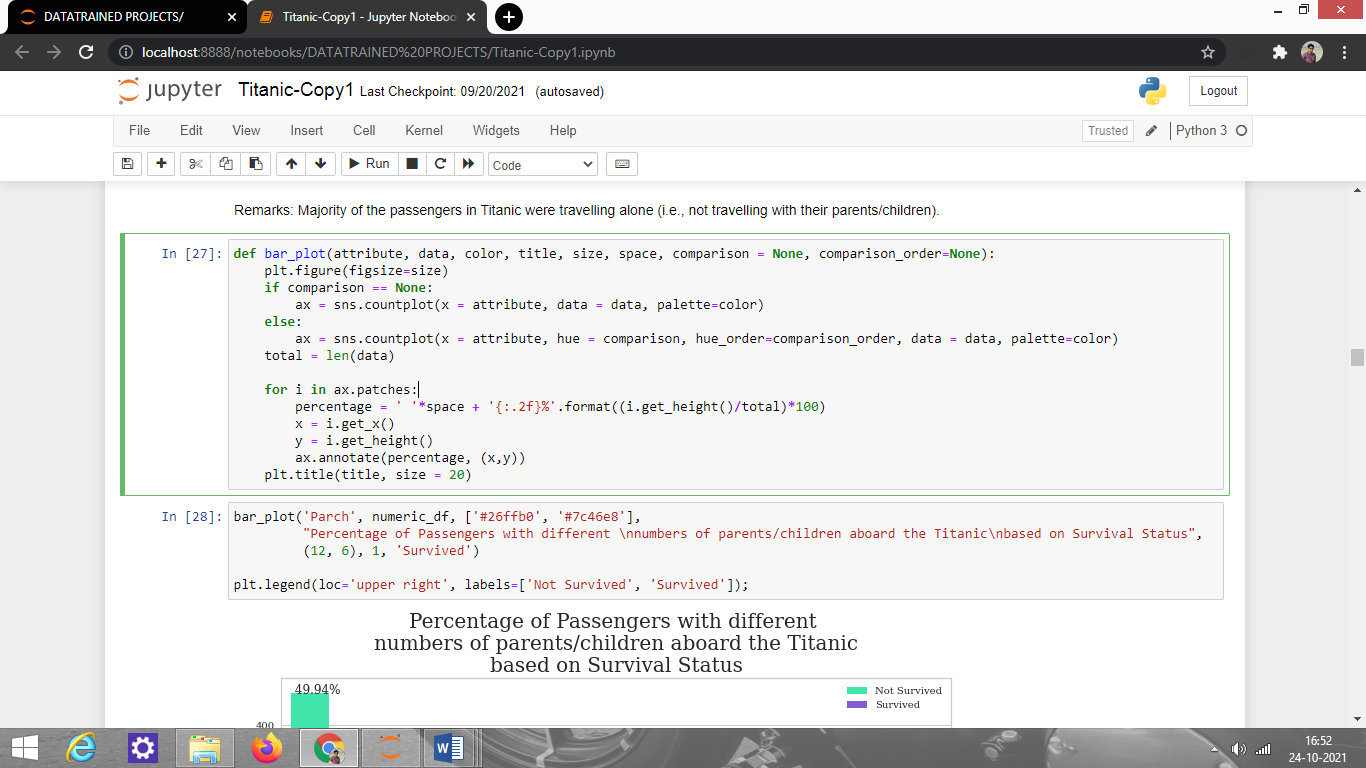 DATATRAINED PROJECTS/
Titanic-Copy1 - Jupyter Noteboo
localhost:8888/notebooks/DATATRAINED%20PROJECTS/Titanic-Copy1.ipynb
jupyter Titanic-Copy1 Last Checkpoint: 09/20/2021 (autosaved)
Logout
File Edit View Insert Cell Kernel Widgets Help
Trusted Python 3
Run Code
Remarks: Majority of the passengers in Titanic were travelling alone (i.e., not travelling with their parents/children).
In [27]: def bar_plot(attribute, data, color, title, size, space, comparison = None, comparison_order=None):
    plt.figure(figsize=size)
    if comparison == None:
        ax = sns.countplot(x = attribute, data = data, palette=color)
    else:
        ax = sns.countplot(x = attribute, hue = comparison, hue_order=comparison_order, data = data, palette=color)
    total = len(data)
    for i in ax.patches:
        percentage = ' '*space + '{:.2f}%'.format((i.get_height()/total)*100)
        x = i.get_x()
        y = i.get_height()
        ax.annotate(percentage, (x,y))
    plt.title(title, size = 20)
In [28]: bar_plot('Parch', numeric_df, ['#26ffb0', '#7c46e8'],
         "Percentage of Passengers with different \nnumbers of parents/children aboard the Titanic\nbased on Survival Status",
         (12, 6), 1, 'Survived')
plt.legend(loc='upper right', labels=['Not Survived', 'Survived']);
Percentage of Passengers with different
numbers of parents/children aboard the Titanic
based on Survival Status
49.94%
Not Survived
Survived
400
16:52
24-10-2021